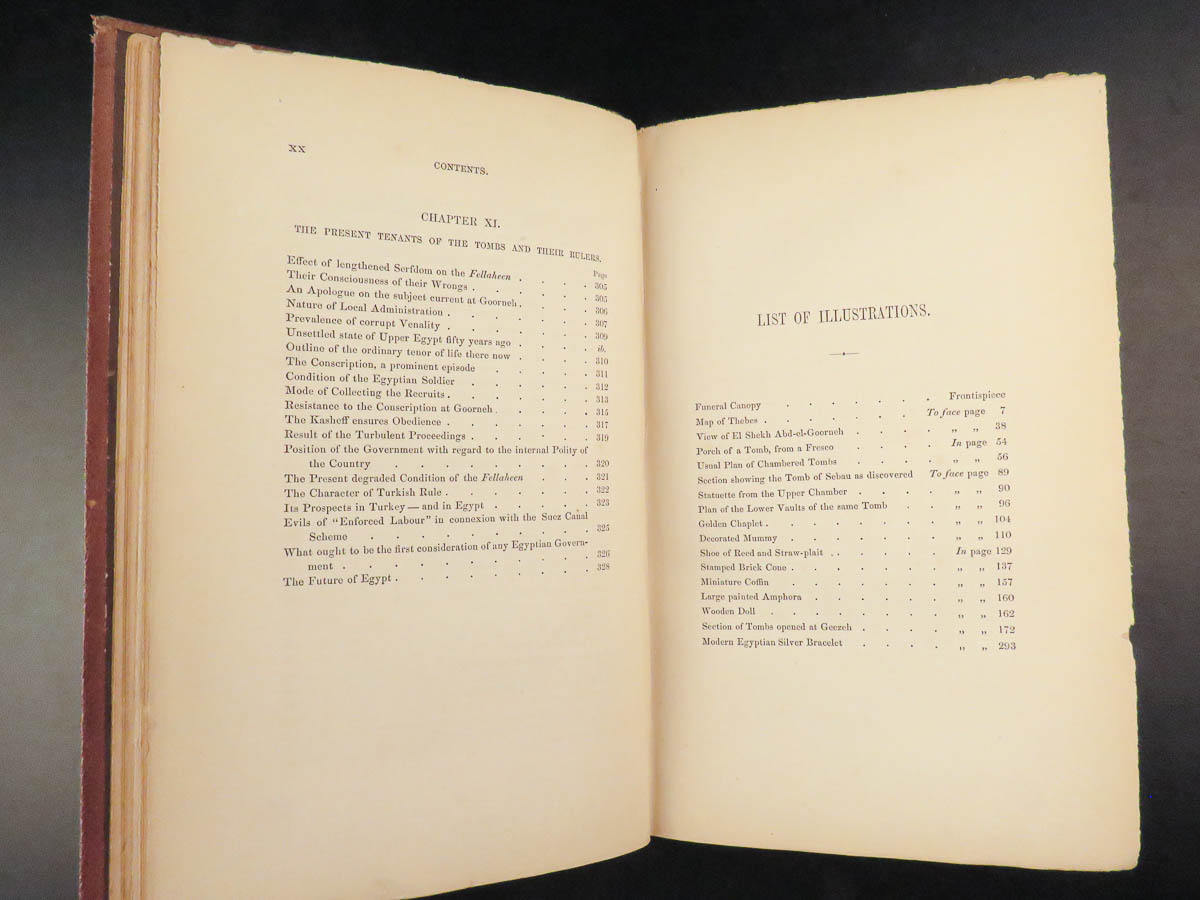 XX
CONTENTS.
CHAPTER XI.
THE PRESENT TENANTS OF THE TOMBS AND THEIR RULERS.
Page
Effect of lengthened Serfdom on the Fellaheen . . . . 305
Their Consciousness of their Wrongs . . . . . . 305
An Apologue on the subject current at Goorneh . . . . 306
Nature of Local Administration . . . . . . 307
Prevalence of corrupt Venality . . . . . . 309
Unsettled state of Upper Egypt fifty years ago . . . . ib.
Outline of the ordinary tenor of life there now . . . . 310
The Conscription, a prominent episode . . . . . 311
Condition of the Egyptian Soldier . . . . . . 312
Mode of Collecting the Recruits . . . . . . 313
Resistance to the Conscription at Goorneh . . . . . 315
The Kasheff ensures Obedience . . . . . . 317
Result of the Turbulent Proceedings . . . . . . 319
Position of the Government with regard to the internal Polity of
the Country . . . . . . . . . 320
The Present degraded Condition of the Fellaheen . . . . 321
The Character of Turkish Rule . . . . . . . 322
Its Prospects in Turkey—and in Egypt . . . . . 323
Evils of "Enforced Labour" in connexion with the Suez Canal
Scheme . . . . . . . . . . 325
What ought to be the first consideration of any Egyptian Govern-
ment . . . . . . . . . . . 326
The Future of Egypt . . . . . . . . . 328
LIST OF ILLUSTRATIONS.
Funeral Canopy . . . . . . . Frontispiece
Map of Thebes . . . . . . . To face page 7
View of El Shekh Abd-el-Goorneh . . . . „ „ 38
Porch of a Tomb, from a Fresco . . . . In page 54
Usual Plan of Chambered Tombs . . . . „ „ 56
Section showing the Tomb of Sebau as discovered To face page 89
Statuette from the Upper Chamber . . . . „ „ 90
Plan of the Lower Vaults of the same Tomb . . „ „ 96
Golden Chaplet . . . . . . . „ „ 104
Decorated Mummy . . . . . . „ „ 110
Shoe of Reed and Straw-plait . . . . . In page 129
Stamped Brick Cone . . . . . . „ „ 137
Miniature Coffin . . . . . . „ „ 157
Large painted Amphora . . . . . . „ „ 160
Wooden Doll . . . . . . . „ „ 162
Section of Tombs opened at Geezeh . . . . „ „ 172
Modern Egyptian Silver Bracelet . . . . „ „ 293